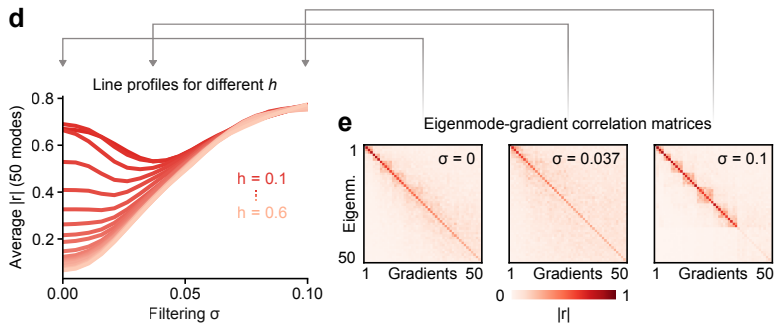 d
Line profiles for different h
Average |r| (50 modes)
0.8
0.6
0.4
0.2
h = 0.1
h = 0.6
0.00
0.05
0.10
Filtering σ
e
Eigenmode-gradient correlation matrices
Eigenm.
1
50
σ = 0
σ = 0.037
σ = 0.1
1 Gradients 50
1 Gradients 50
1 Gradients 50
0 1
|r|